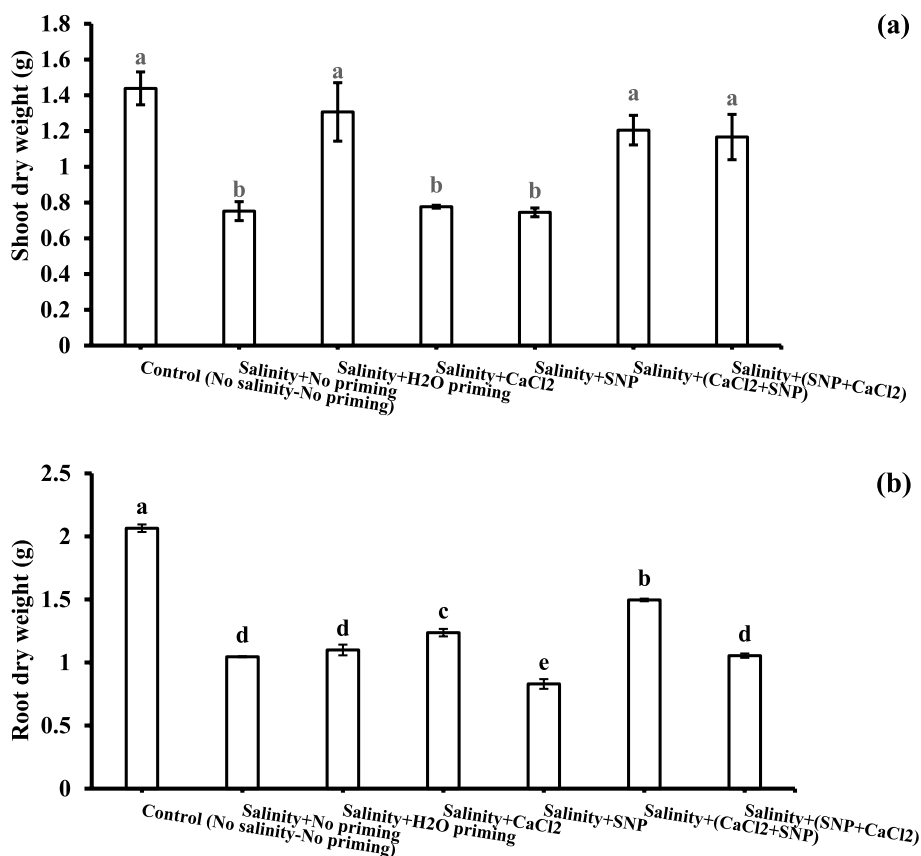 (a)
Shoot dry weight (g)
1.8
1.6
1.4
1.2
1
0.8
0.6
0.4
0.2
0
a
b
a
b
b
a
a
Control (No salinity-No priming)
Salinity+No priming
Salinity+H2O priming
Salinity+CaCl2
Salinity+SNP
Salinity+(CaCl2+SNP)
Salinity+(SNP+CaCl2)
(b)
Root dry weight (g)
2.5
2
1.5
1
0.5
0
a
d
d
c
e
b
d
Control (No salinity-No priming)
Salinity+No priming
Salinity+H2O priming
Salinity+CaCl2
Salinity+SNP
Salinity+(CaCl2+SNP)
Salinity+(SNP+CaCl2)